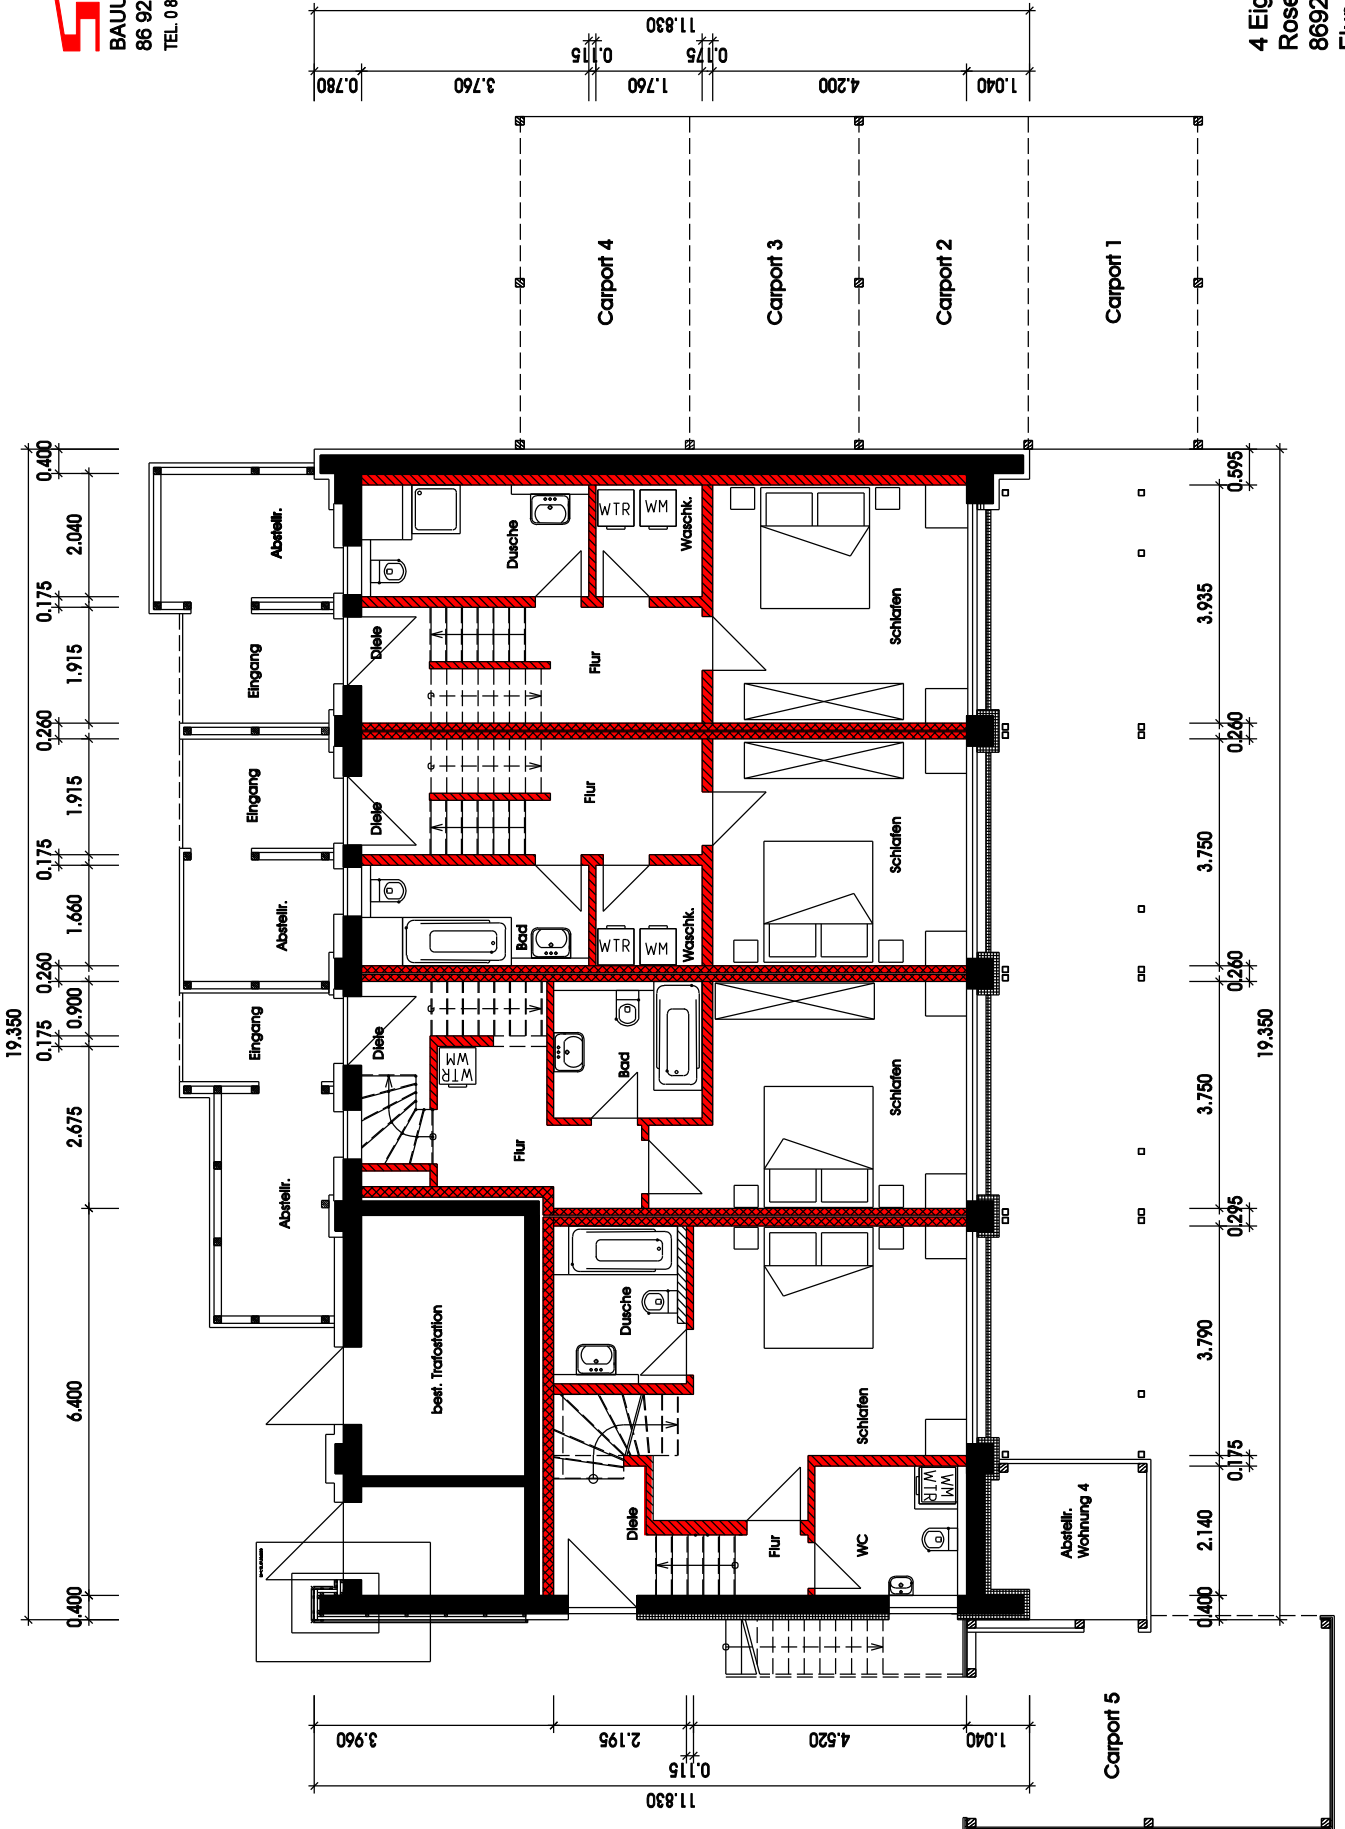 BAUU
86 92
TEL. 08
4 Eig
Rose
8692
11.830
0.115
0.175
0.780
3.760
1.760
4.200
1.040
Carport 4
Carport 3
Carport 2
Carport 1
19.350
0.400
2.040
0.175
1.915
0.260
1.915
0.175
1.660
0.260
0.900
0.175
2.675
6.400
0.400
Abstellr.
Eingang
Eingang
Abstellr.
Eingang
Abstellr.
Dusche
WTR
WM
Waschk.
Diele
Flur
Schlafen
Diele
Flur
Schlafen
Bad
WTR
WM
Waschk.
Diele
WTR
WM
Bad
Flur
Schlafen
best. Trafostation
Dusche
Schlafen
Diele
Flur
WC
WTR
WM
Abstellr.
Wohnung 4
0.595
3.935
0.260
3.750
0.260
3.750
0.295
3.790
0.175
2.140
0.400
19.350
3.960
2.195
0.115
4.520
1.040
11.830
Carport 5